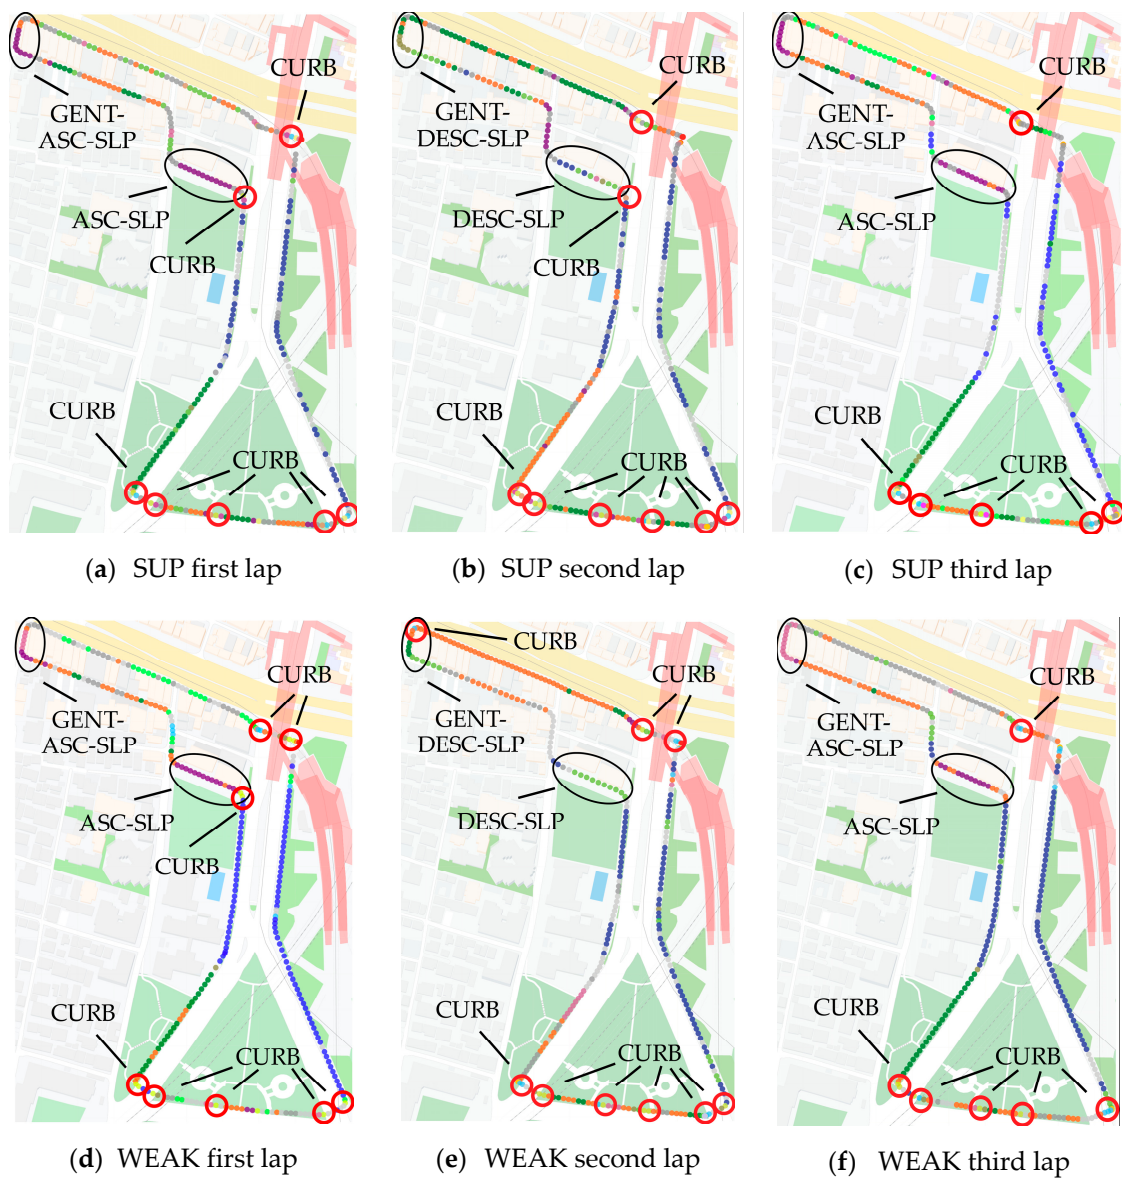 CURB
GENT-
ASC-SLP
ASC-SLP
CURB
CURB
CURB
(a) SUP first lap
CURB
GENT-
DESC-SLP
DESC-SLP
CURB
CURB
CURB
(b) SUP second lap
CURB
GENT-
ASC-SLP
ASC-SLP
CURB
CURB
(c) SUP third lap
CURB
GENT-
ASC-SLP
ASC-SLP
CURB
CURB
CURB
(d) WEAK first lap
CURB
CURB
GENT-
DESC-SLP
DESC-SLP
CURB
CURB
(e) WEAK second lap
CURB
GENT-
ASC-SLP
ASC-SLP
CURB
CURB
(f) WEAK third lap